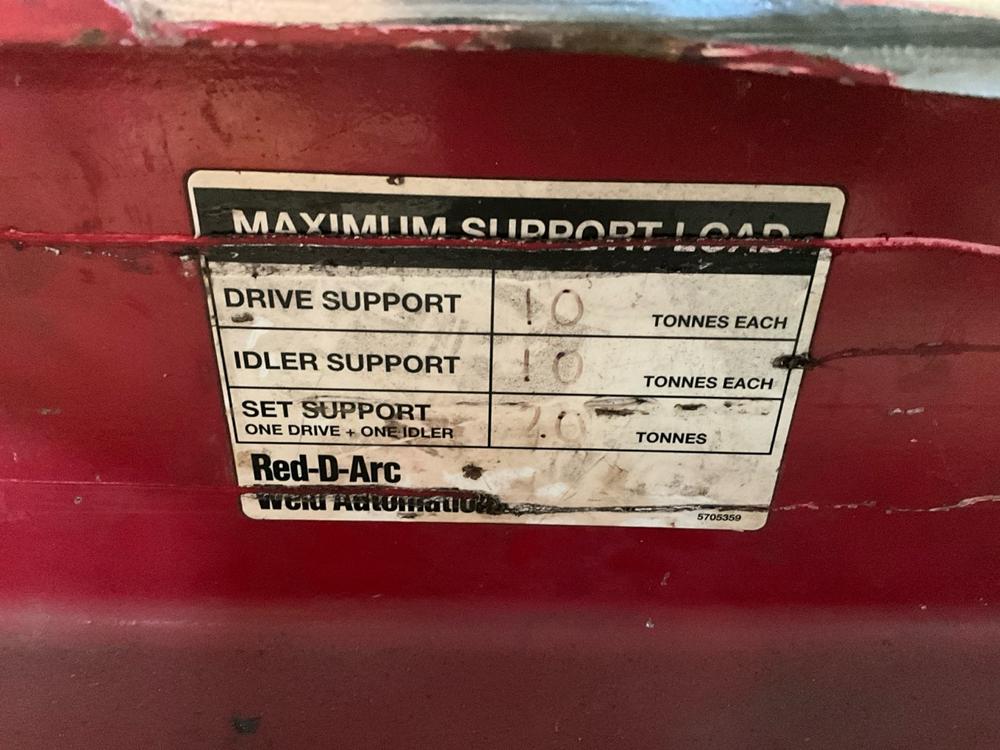 MAXIMUM SUPPORT LOAD
DRIVE SUPPORT 10 TONNES EACH
IDLER SUPPORT 10 TONNES EACH
SET SUPPORT 20 TONNES
ONE DRIVE + ONE IDLER
Red-D-Arc
Weld Automation
5705359